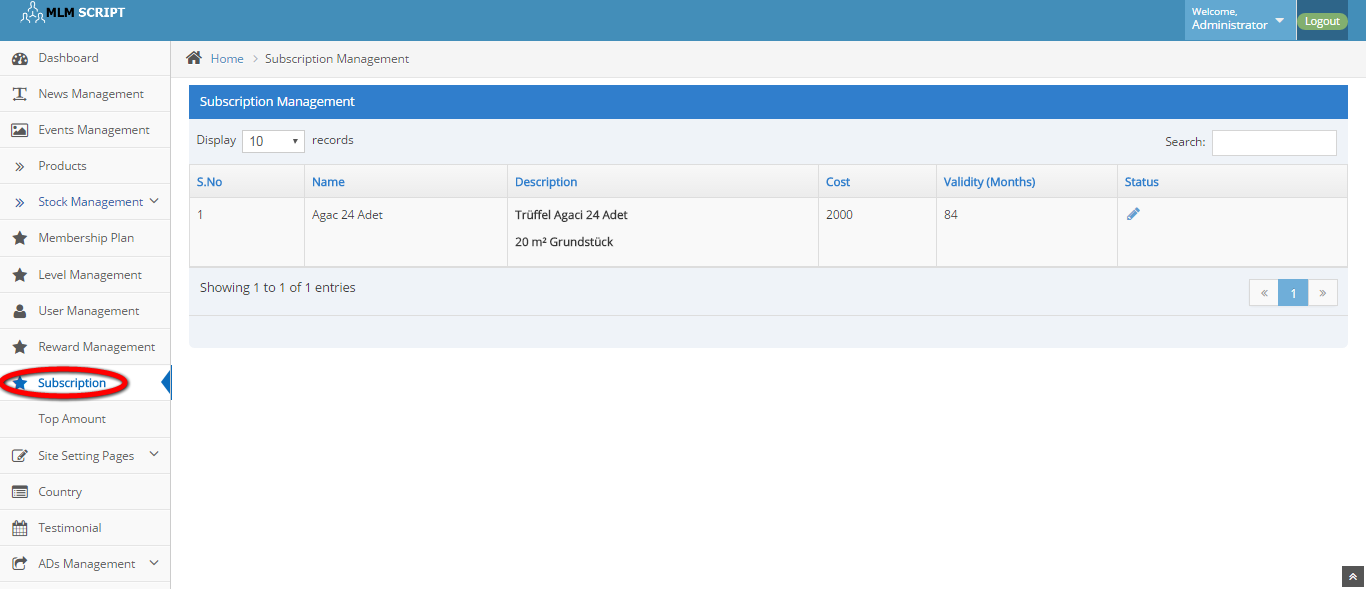 MLM SCRIPT
Welcome,
Administrator
Logout
Dashboard
News Management
Events Management
Products
Stock Management
Membership Plan
Level Management
User Management
Reward Management
Subscription
Top Amount
Site Setting Pages
Country
Testimonial
ADs Management
Home > Subscription Management
Subscription Management
Display 10 records
Search:
S.No Name Description Cost Validity (Months) Status
1 Agac 24 Adet Trüffel Agaci 24 Adet 2000 84
20 m² Grundstück
Showing 1 to 1 of 1 entries
« 1 »